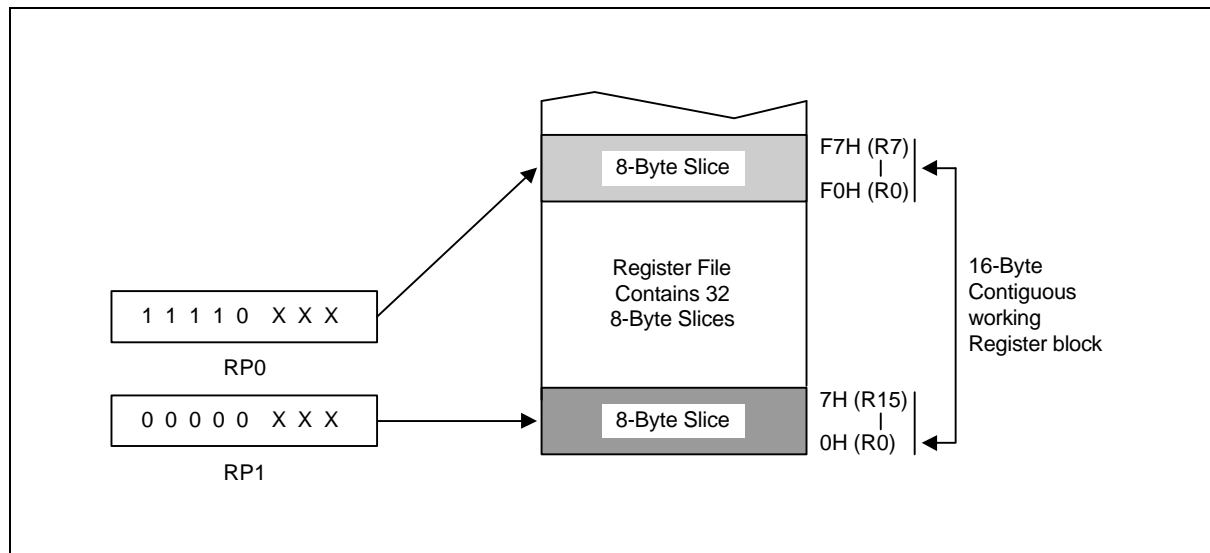 8-Byte Slice
F7H (R7)
F0H (R0)
Register File
Contains 32
8-Byte Slices
16-Byte
Contiguous
working
Register block
1 1 1 1 0 X X X
RP0
0 0 0 0 0 X X X
RP1
8-Byte Slice
7H (R15)
0H (R0)